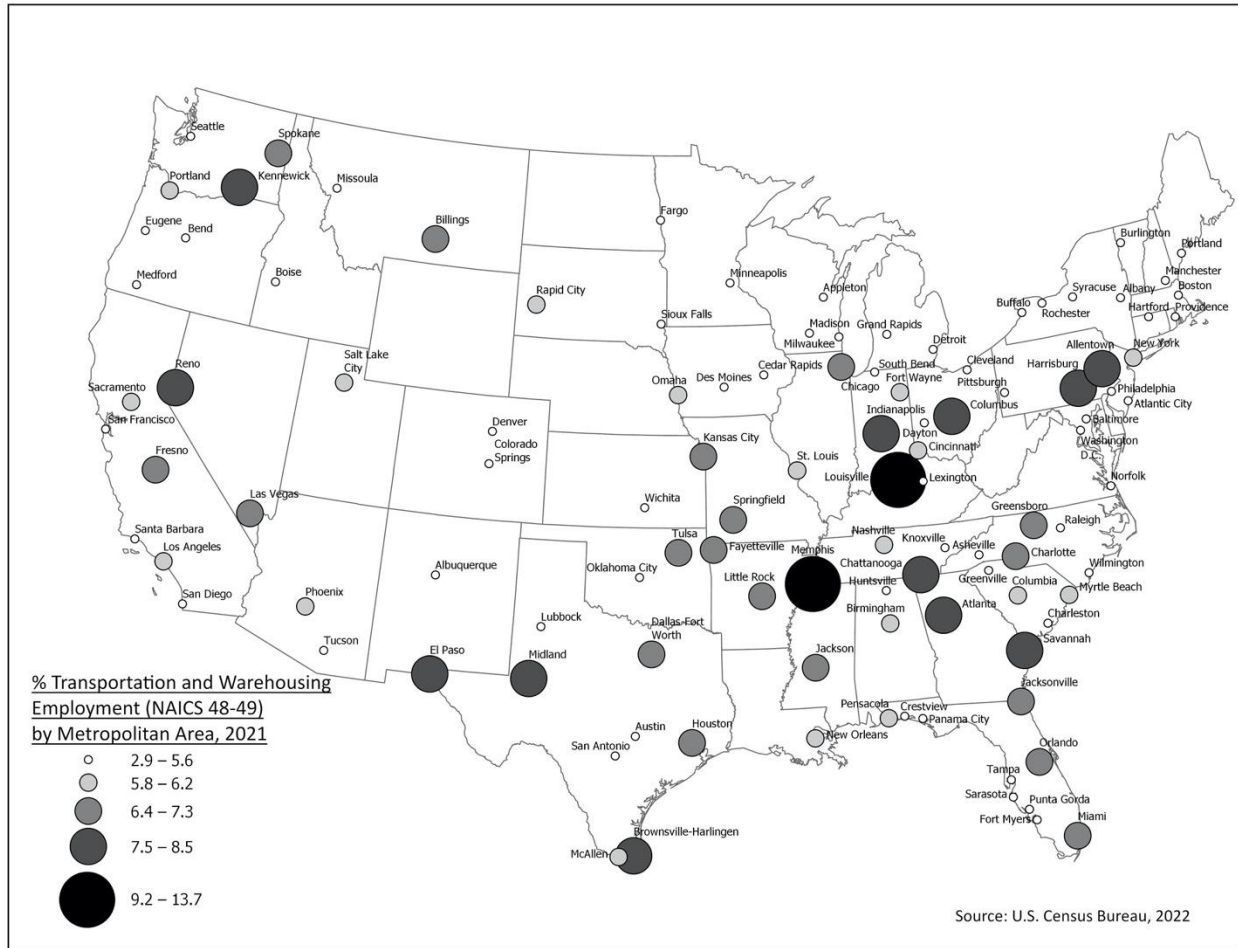 Seattle
Spokane
Portland
Kennewick
Missoula
Eugene
Bend
Billings
Fargo
Burlington
Portland
Medford
Boise
Rapid City
Minneapolis
Appleton
Manchester
Buffalo
Syracuse
Albany
Boston
Rochester
Hartford
Providence
Sioux Falls
Madison
Milwaukee
Grand Rapids
Detroit
Allentown
New York
Reno
Salt Lake
City
Cedar Rapids
South Bend
Cleveland
Harrisburg
Sacramento
Omaha
Des Moines
Chicago
Fort Wayne
Pittsburgh
Philadelphia
Atlantic City
San Francisco
Denver
Indianapolis
Columbus
Baltimore
Colorado
Springs
Kansas City
Dayton
Cincinnati
Washington
D.C.
Fresno
St. Louis
Louisville
Lexington
Norfolk
Las Vegas
Wichita
Springfield
Greensboro
Raleigh
Santa Barbara
Los Angeles
Tulsa
Fayetteville
Nashville
Knoxville
Asheville
Charlotte
Memphis
Chattanooga
Albuquerque
Oklahoma City
Little Rock
Huntsville
Greenville
Columbia
Wilmington
Myrtle Beach
San Diego
Phoenix
Birmingham
Atlanta
Charleston
Tucson
Lubbock
Dallas-Fort
Worth
Savannah
El Paso
Midland
Jackson
Jacksonville
Pensacola
Crestview
Panama City
Austin
Houston
New Orleans
San Antonio
Orlando
Tampa
Sarasota
Punta Gorda
Fort Myers
Miami
Brownsville-Harlingen
McAllen
% Transportation and Warehousing
Employment (NAICS 48-49)
by Metropolitan Area, 2021
2.9 – 5.6
5.8 – 6.2
6.4 – 7.3
7.5 – 8.5
9.2 – 13.7
Source: U.S. Census Bureau, 2022